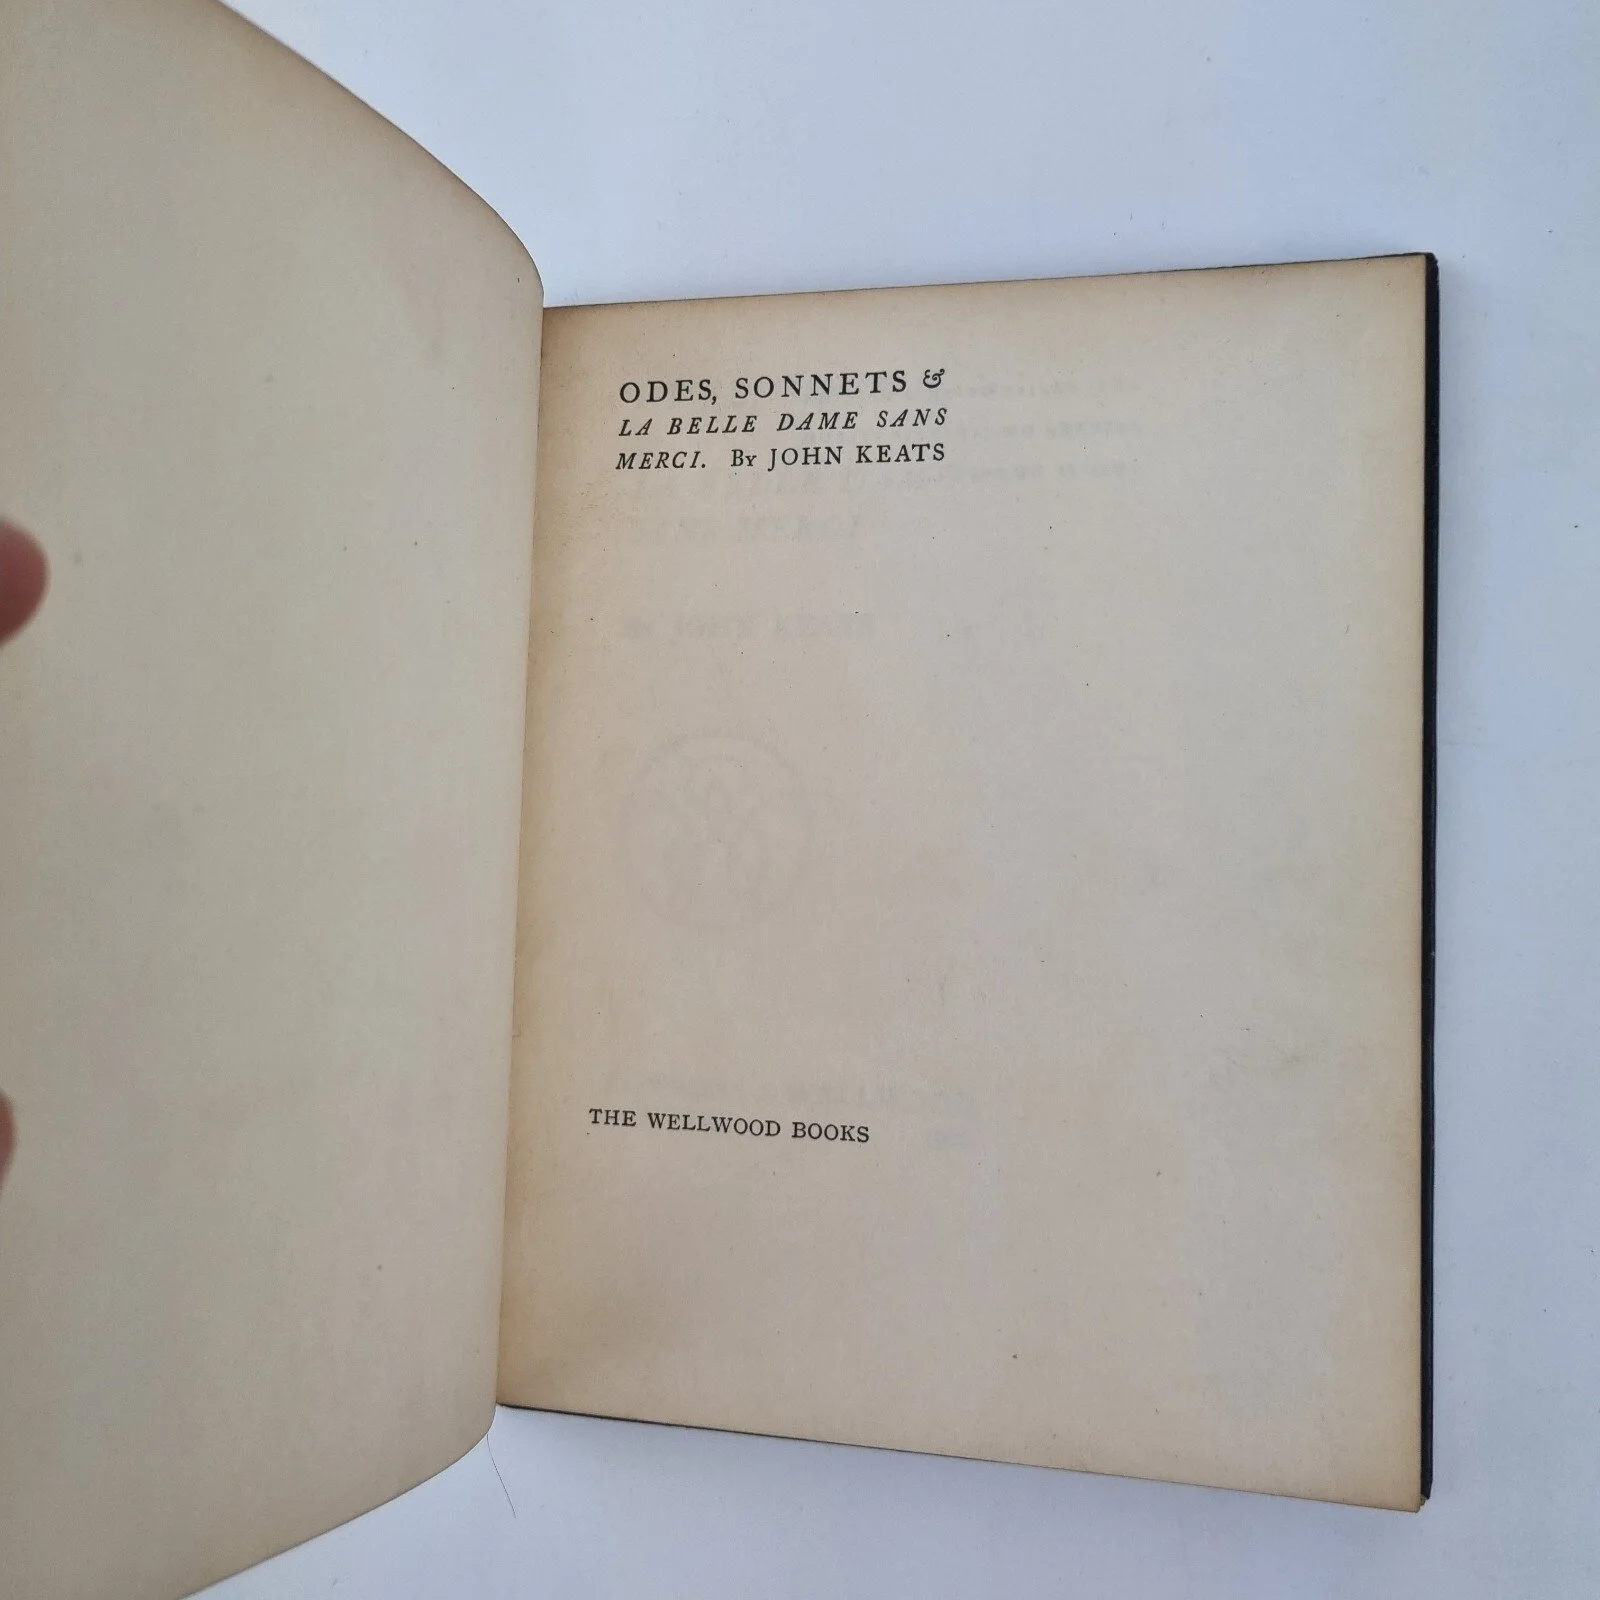 ODES, SONNETS &
LA BELLE DAME SANS
MERCI. By JOHN KEATS
THE WELLWOOD BOOKS